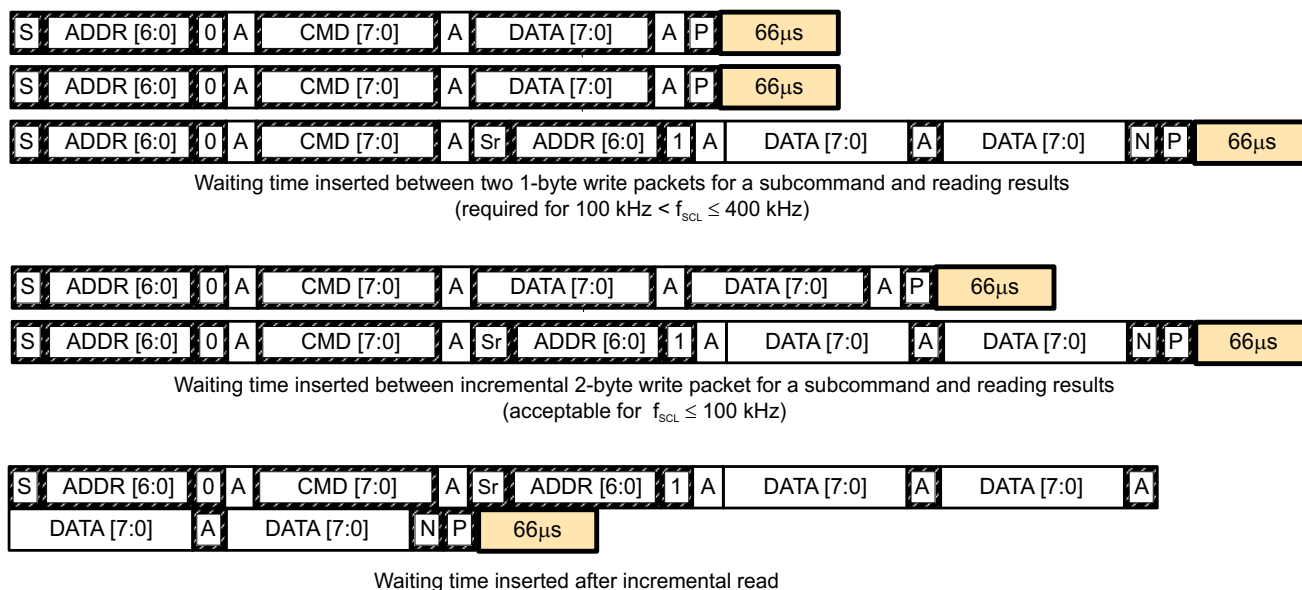 S ADDR [6:0] 0 A CMD [7:0] A DATA [7:0] A P 66μs
S ADDR [6:0] 0 A CMD [7:0] A DATA [7:0] A P 66μs
S ADDR [6:0] 0 A CMD [7:0] A Sr ADDR [6:0] 1 A DATA [7:0] A DATA [7:0] N P 66μs
Waiting time inserted between two 1-byte write packets for a subcommand and reading results
(required for 100 kHz < fSCL ≤ 400 kHz)
S ADDR [6:0] 0 A CMD [7:0] A DATA [7:0] A DATA [7:0] A P 66μs
S ADDR [6:0] 0 A CMD [7:0] A Sr ADDR [6:0] 1 A DATA [7:0] A DATA [7:0] N P 66μs
Waiting time inserted between incremental 2-byte write packet for a subcommand and reading results
(acceptable for fSCL ≤ 100 kHz)
S ADDR [6:0] 0 A CMD [7:0] A Sr ADDR [6:0] 1 A DATA [7:0] A DATA [7:0] A
DATA [7:0] A DATA [7:0] N P 66μs
Waiting time inserted after incremental read